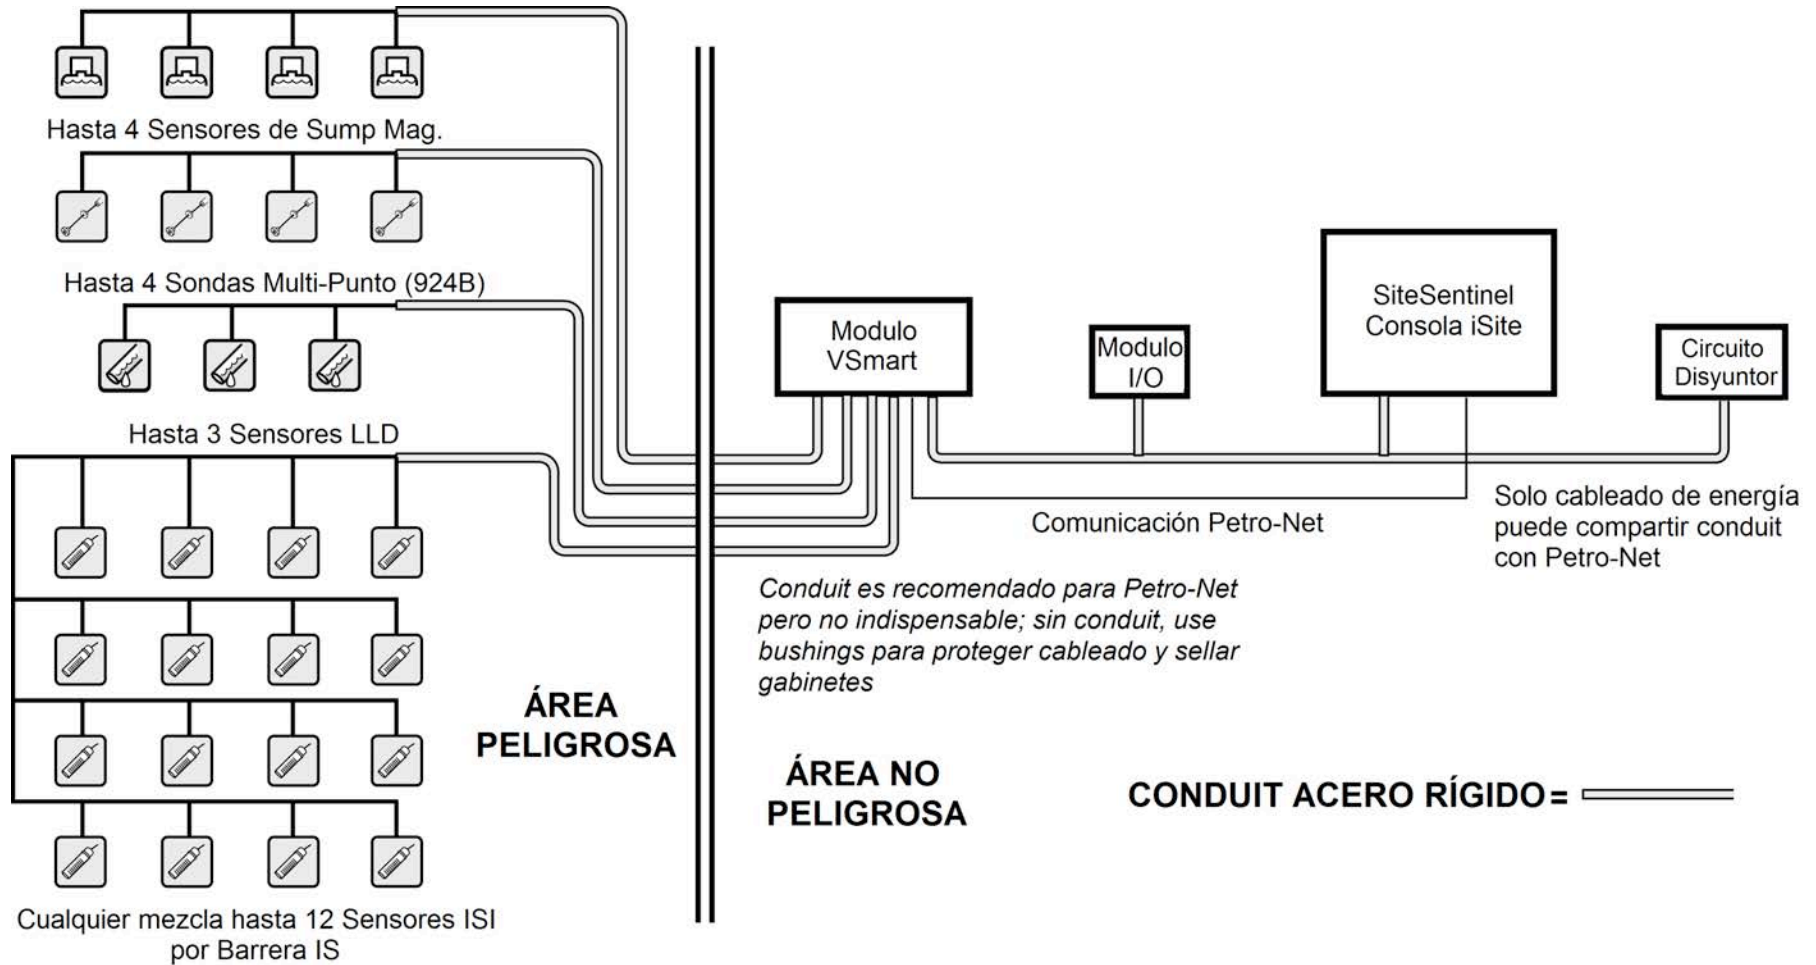 Hasta 4 Sensores de Sump Mag.
Hasta 4 Sondas Multi-Punto (924B)
Hasta 3 Sensores LLD
Cualquier mezcla hasta 12 Sensores ISI
por Barrera IS
ÁREA
PELIGROSA
Modulo
VSmart
Modulo
I/O
SiteSentinel
Consola iSite
Circuito
Disyuntor
Comunicación Petro-Net
Solo cableado de energía
puede compartir conduit
con Petro-Net
Conduit es recomendado para Petro-Net
pero no indispensable; sin conduit, use
bushings para proteger cableado y sellar
gabinetes
ÁREA NO
PELIGROSA
CONDUIT ACERO RÍGIDO =